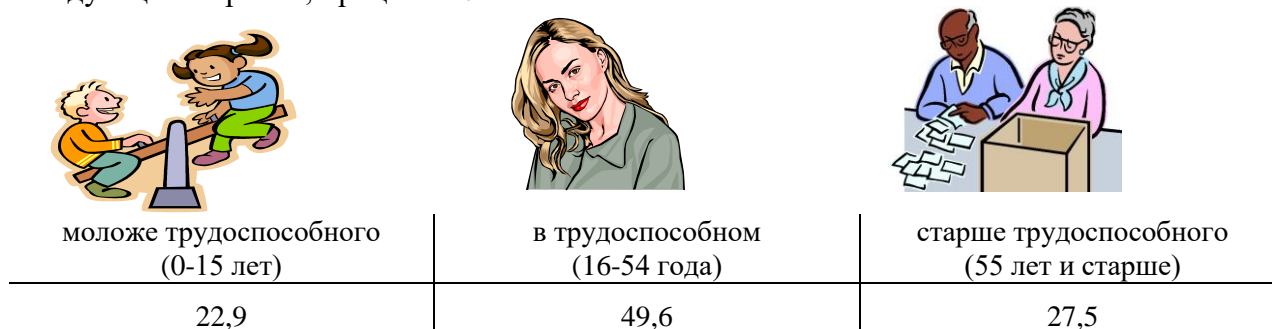 моложе трудоспособного
(0-15 лет)
в трудоспособном
(16-54 года)
старше трудоспособного
(55 лет и старше)
22,9
49,6
27,5